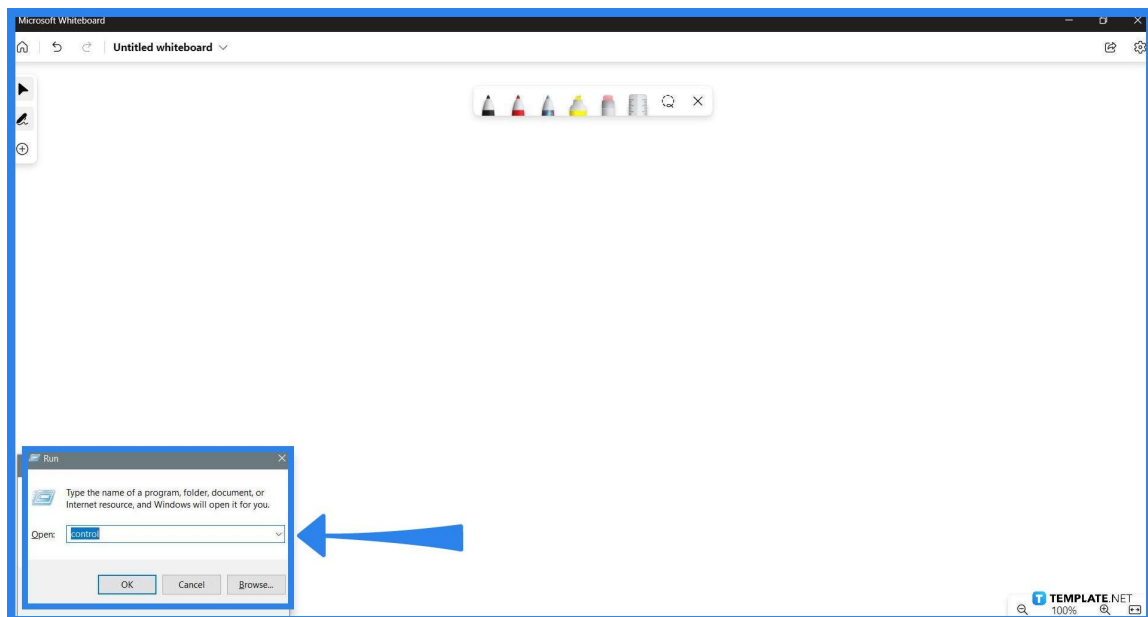 Microsoft Whiteboard
Untitled whiteboard
Run
Type the name of a program, folder, document, or
Internet resource, and Windows will open it for you.
Open: control
OK Cancel Browse...
T TEMPLATE.NET
100%